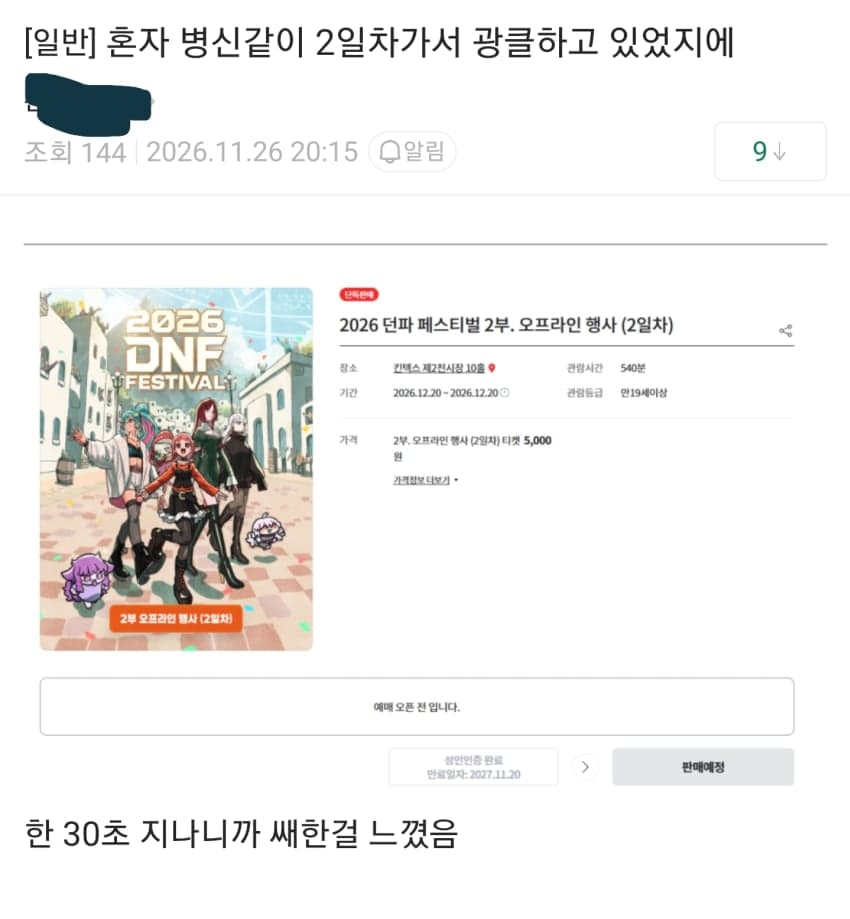 [일반] 혼자 병신같이 2일차가서 광클하고 있었지에
조회 144 2026.11.26 20:15 알림
9
단독판매
2026 던파 페스티벌 2부. 오프라인 행사 (2일차)
2026
DNF
FESTIVAL
2부 오프라인 행사 (2일차)
장소 킨텍스 제2전시장 10홀 관람시간 540분
기간 2026.12.20 ~ 2026.12.20 관람등급 만19세이상
가격 2부. 오프라인 행사 (2일차) 티켓 5,000
원
가격정보 더보기
예매 오픈 전 입니다.
성인인증 완료
만료일자: 2027.11.20
판매예정
한 30초 지나니까 쌔한걸 느꼈음